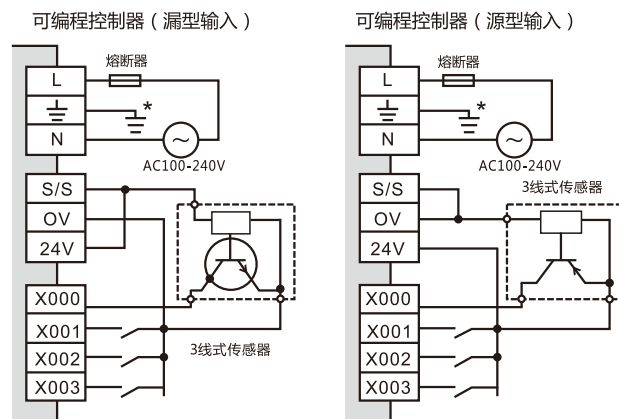 可编程控制器（漏型输入）
熔断器
L
*
N
AC100-240V
S/S
0V
24V
X000
X001
X002
X003
3线式传感器
可编程控制器（源型输入）
熔断器
L
*
N
AC100-240V
3线式传感器
S/S
0V
24V
X000
X001
X002
X003